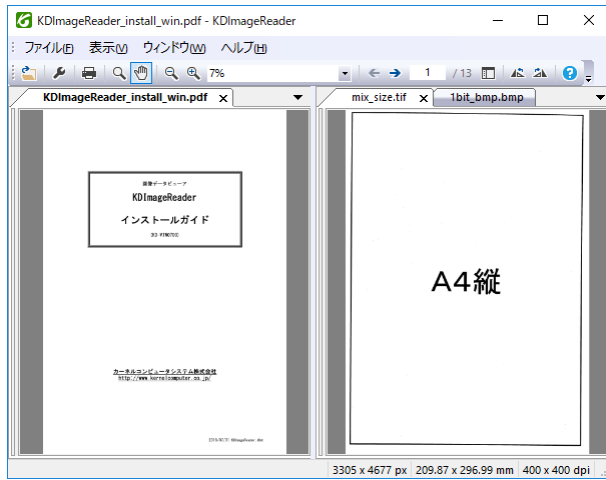 KDImageReader_install_win.pdf - KDImageReader
ファイル(F) 表示(V) ウィンドウ(W) ヘルプ(H)
7% 1 / 13
KDImageReader_install_win.pdf
mix_size.tif 1bit_bmp.bmp
画像データビューア
KDImageReader
インストールガイド
A4縦
カーネルコンピュータシステム株式会社
http://www.kernelcomputer.co.jp/
3305 x 4677 px 209.87 x 296.99 mm 400 x 400 dpi